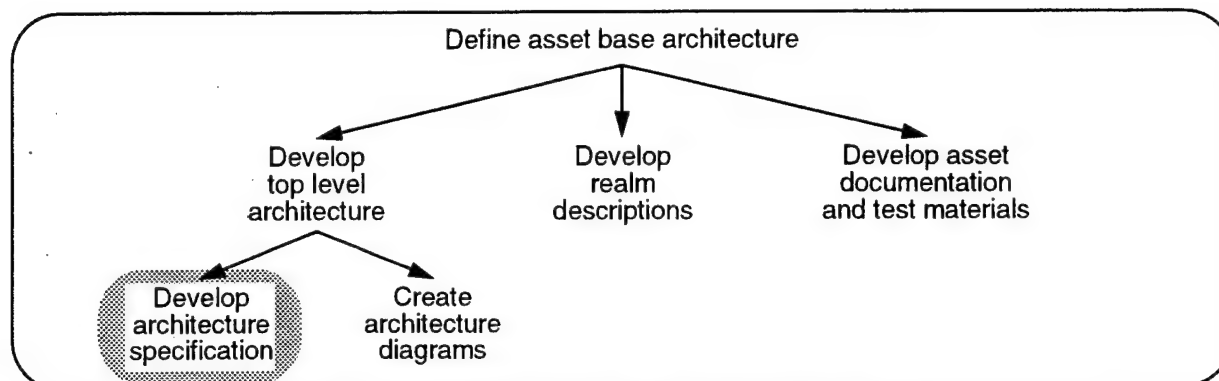 Define asset base architecture
Develop
top level
architecture
Develop
realm
descriptions
Develop asset
documentation
and test materials
Develop
architecture
specification
Create
architecture
diagrams